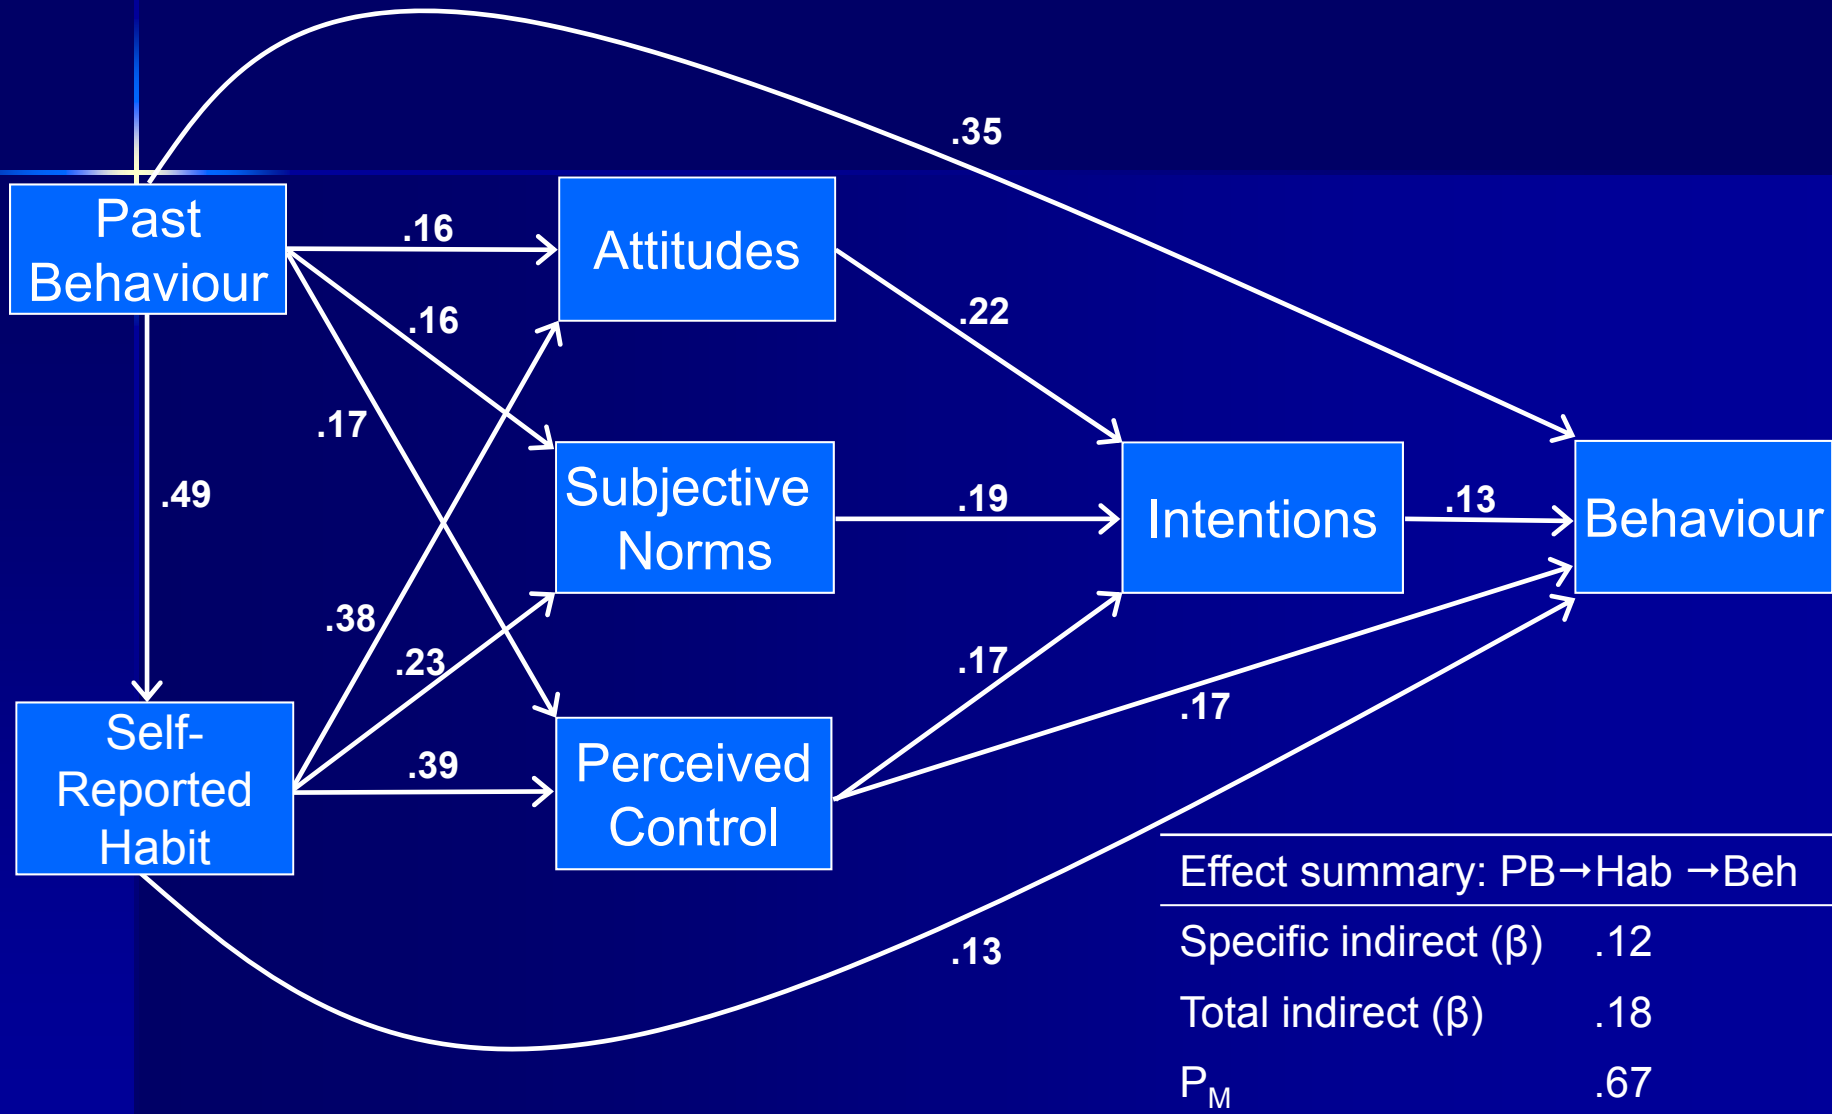 .35
Past
Behaviour
.16
Attitudes
.16
.22
.17
.49
Subjective
Norms
.19
Intentions
.13
Behaviour
.38
.23
.17
.17
Self-
Reported
Habit
.39
Perceived
Control
.13
Effect summary: PB→Hab →Beh
Specific indirect (β) .12
Total indirect (β) .18
PM .67